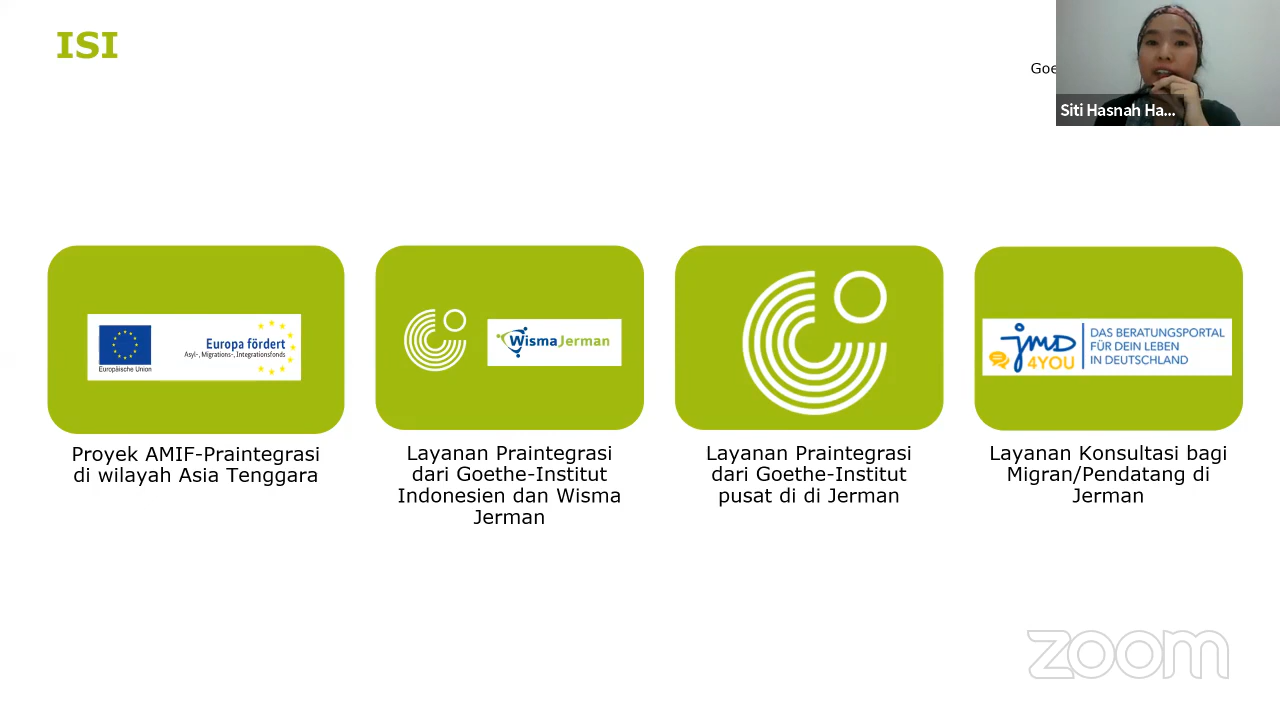 ISI
Goe
Siti Hasnah Ha...
Europäische Union
Europa fördert
Asyl-, Migrations-, Integrationsfonds
WismaJerman
jmd
4YOU
DAS BERATUNGSPORTAL
FÜR DEIN LEBEN
IN DEUTSCHLAND
Proyek AMIF-Praintegrasi
di wilayah Asia Tenggara
Layanan Praintegrasi
dari Goethe-Institut
Indonesien dan Wisma
Jerman
Layanan Praintegrasi
dari Goethe-Institut
pusat di di Jerman
Layanan Konsultasi bagi
Migran/Pendatang di
Jerman
zoom